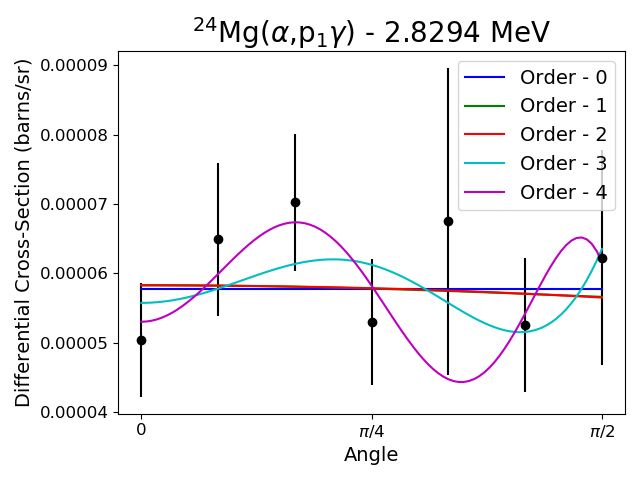 ²⁴Mg(α,p₁γ) - 2.8294 MeV
Differential Cross-Section (barns/sr)
0.00009
0.00008
0.00007
0.00006
0.00005
0.00004
Order - 0
Order - 1
Order - 2
Order - 3
Order - 4
0
π/4
π/2
Angle